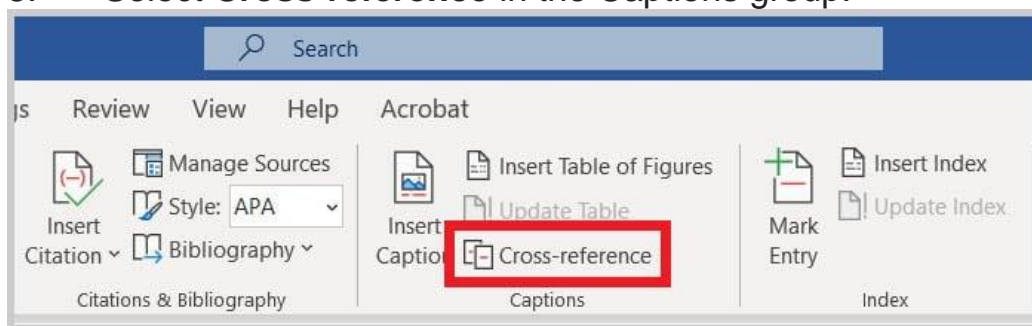 Select Cross-reference in the Captions group.
Search
Review View Help Acrobat
Insert Citation
Manage Sources
Style: APA
Bibliography
Citations & Bibliography
Insert
Insert Table of Figures
Update Table
Cross-reference
Captions
Mark Entry
Insert Index
Update Index
Index